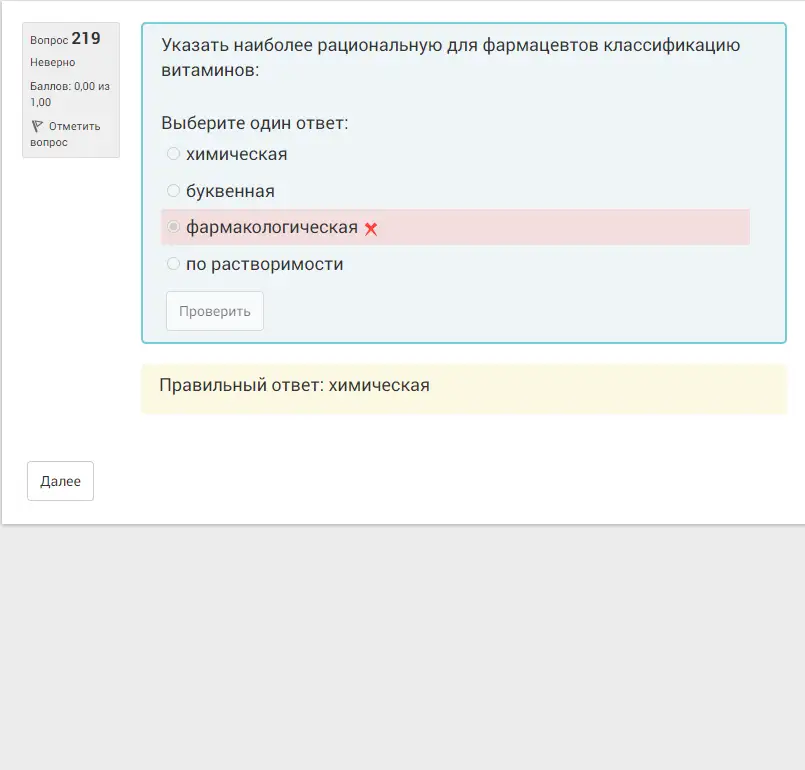 Вопрос 219
Неверно
Баллов: 0,00 из
1,00
Отметить
вопрос
Указать наиболее рациональную для фармацевтов классификацию
витаминов:
Выберите один ответ:
химическая
буквенная
фармакологическая
по растворимости
Проверить
Правильный ответ: химическая
Далее